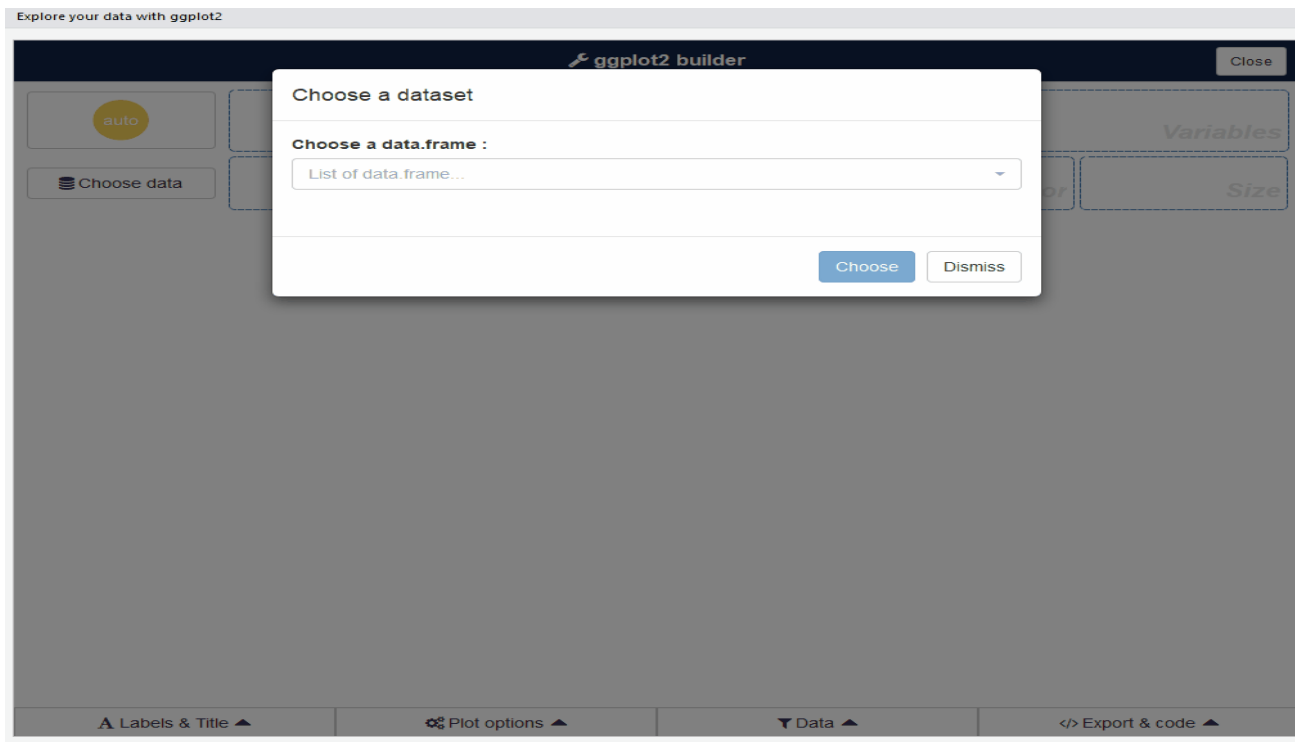 Explore your data with ggplot2
ggplot2 builder
Close
Choose a dataset
auto
Variables
Choose a data.frame :
List of data.frame...
Choose data
or
Size
Choose
Dismiss
A Labels & Title
Plot options
Data
</> Export & code